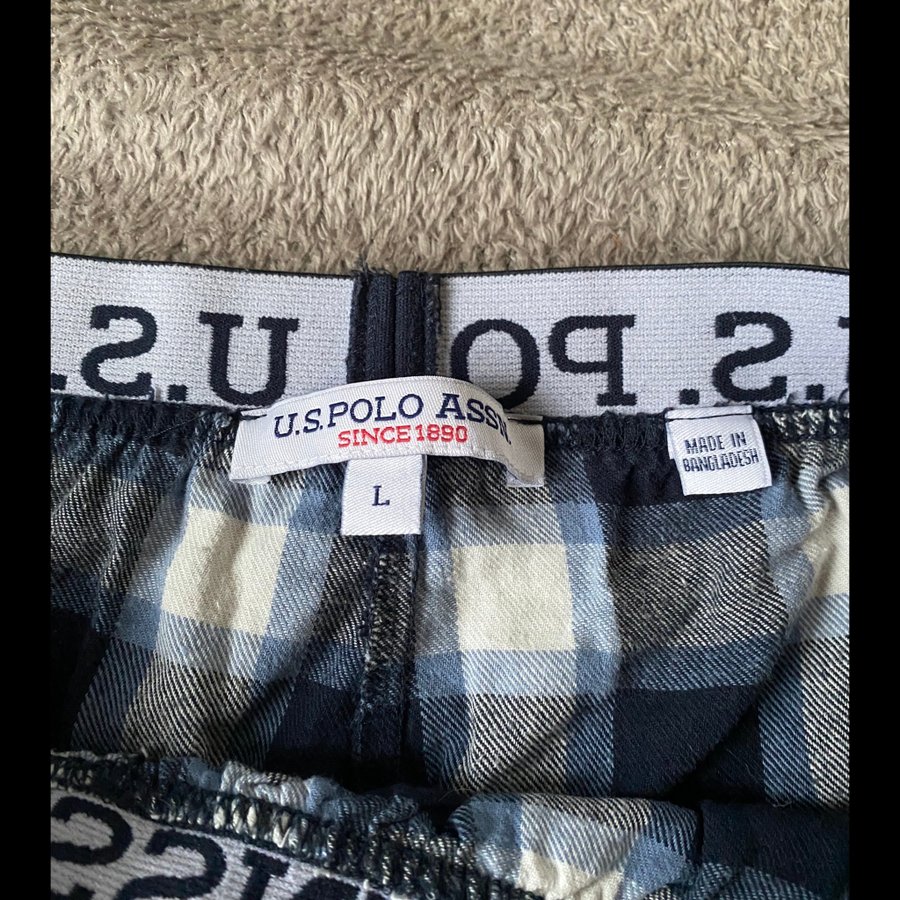 U.S. PO
U.S.
U.S. POLO ASSN.
SINCE 1890
L
MADE IN
BANGLADESH